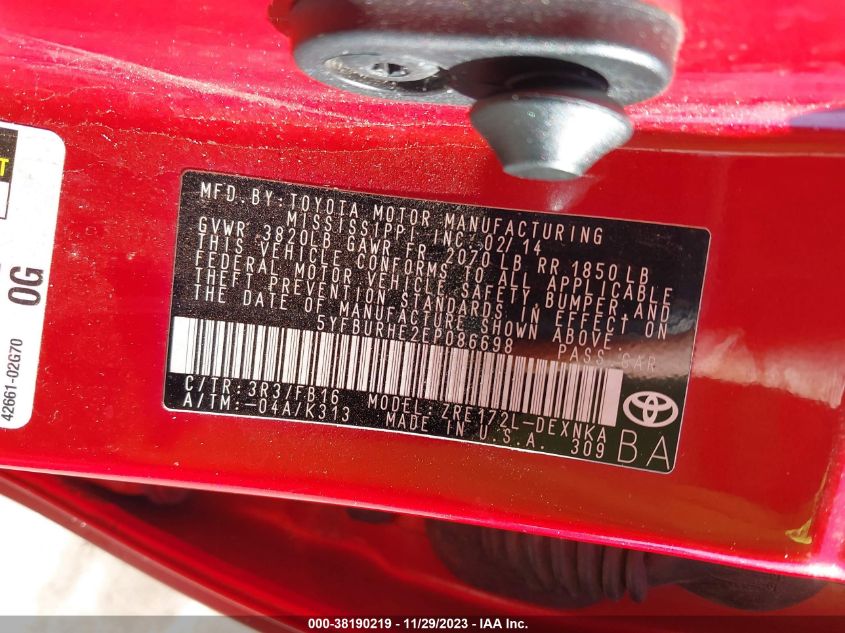 MFD.BY:TOYOTA MOTOR MANUFACTURING
MISSISSIPPI, INC. 02/14
GVWR 3820LB GAWR FR 2070 LB RR 1850 LB
THIS VEHICLE CONFORMS TO ALL APPLICABLE
FEDERAL MOTOR VEHICLE SAFETY, BUMPER, AND
THEFT PREVENTION STANDARDS IN EFFECT ON
THE DATE OF MANUFACTURE SHOWN ABOVE.
5YFBURHE2EP086698 PASS CAR
C/TR: 3R3/FB16 MODEL: ZRE172L-DEXNKA
A/TM:-04A/K313 MADE IN U.S.A. 309
BA
0G
42661-02G70
000-38190219 - 11/29/2023 - IAA Inc.